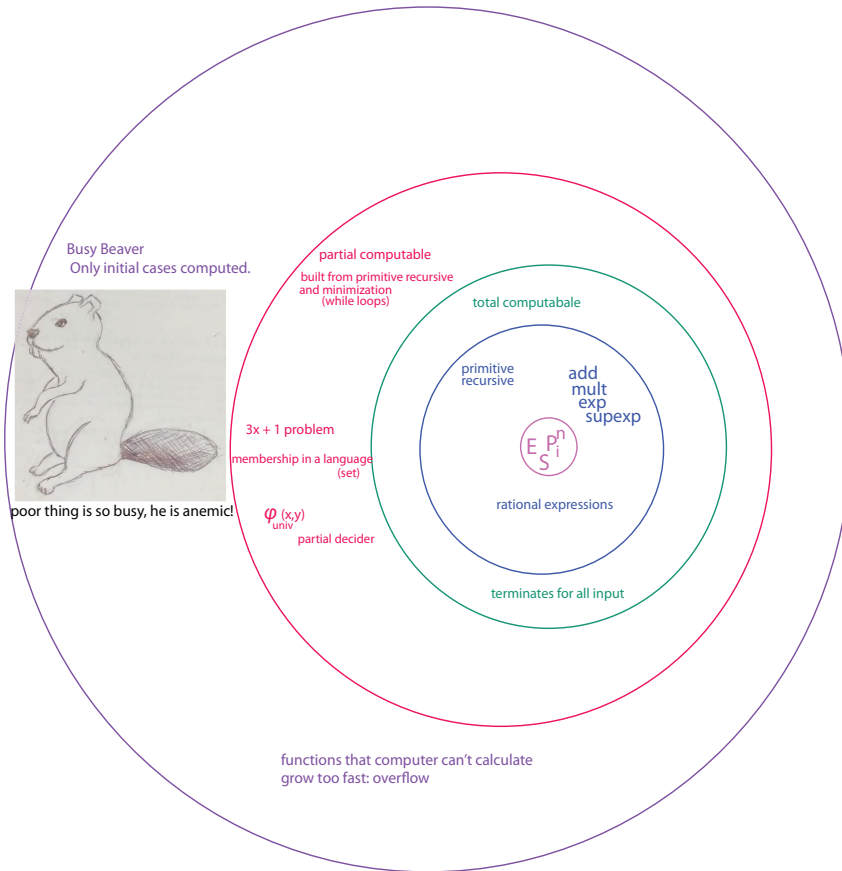 Busy Beaver
Only initial cases computed.
poor thing is so busy, he is anemic!
partial computable
built from primitive recursive
and minimization
(while loops)
3x + 1 problem
membership in a language
(set)
φuniv (x,y)
partial decider
total computabale
primitive
recursive
add
mult
exp
supexp
E S Pᵢⁿ
rational expressions
terminates for all input
functions that computer can’t calculate
grow too fast: overflow